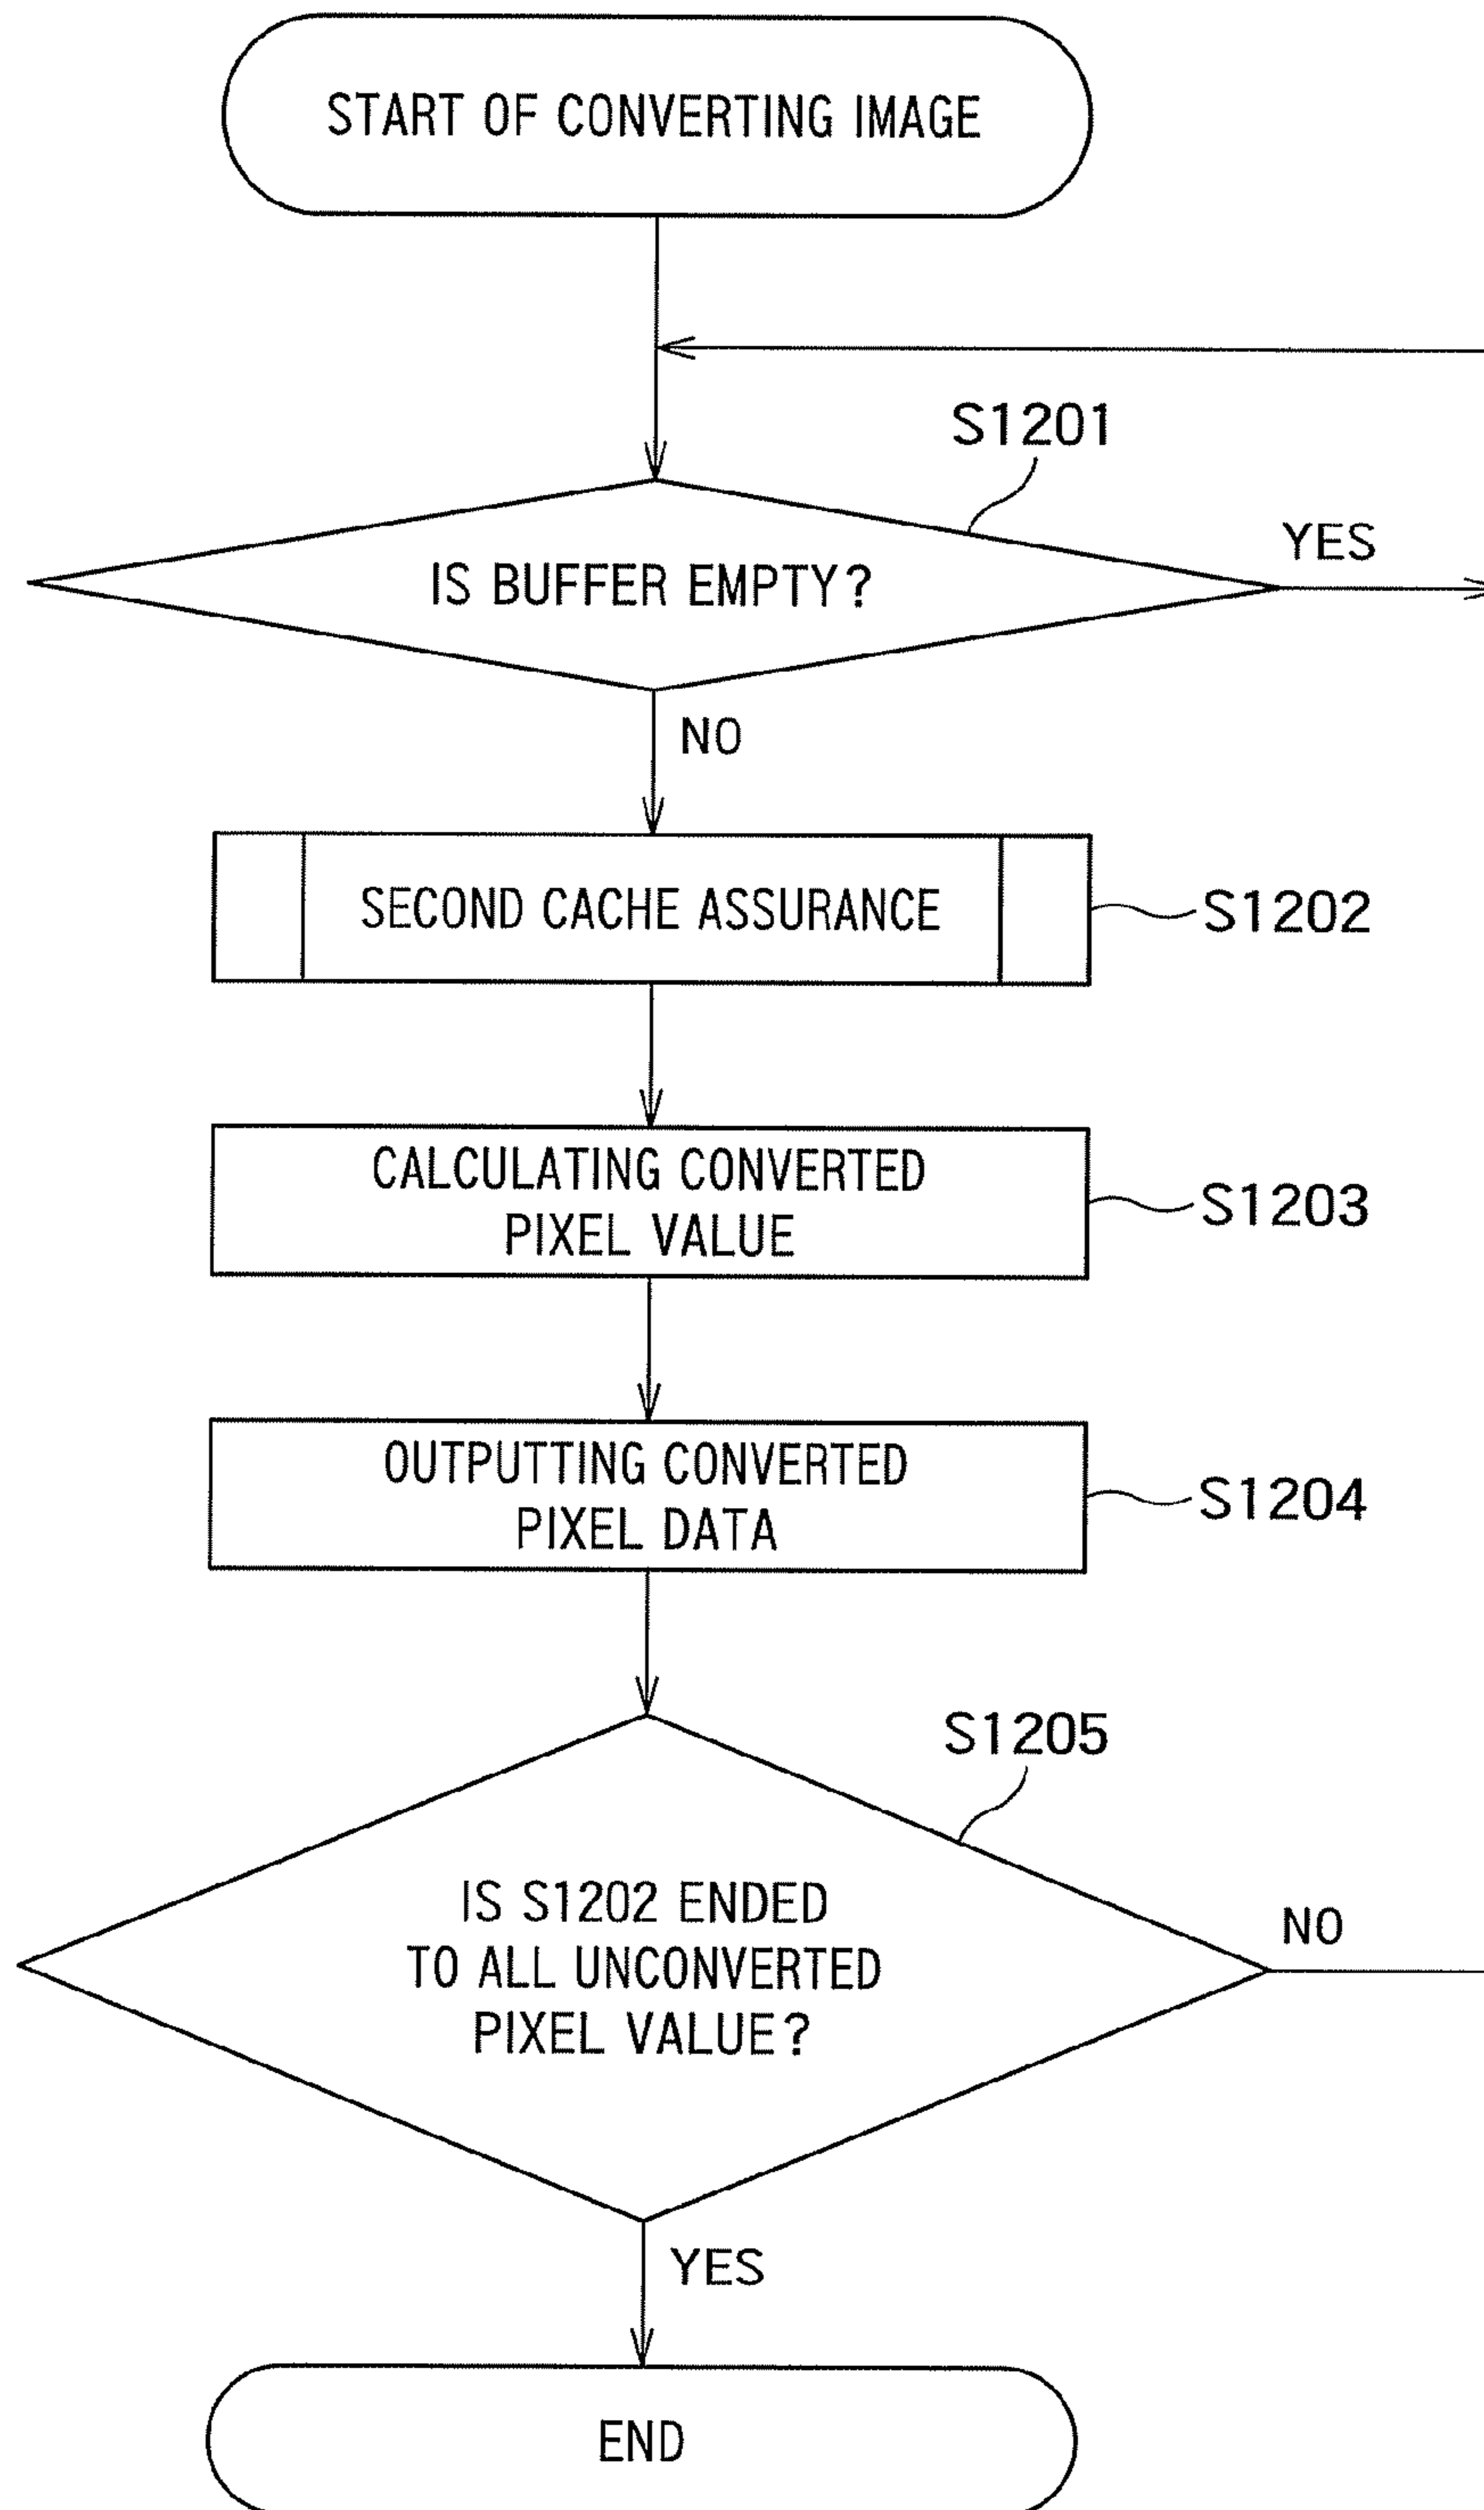 START OF CONVERTING IMAGE
S1201
IS BUFFER EMPTY?
YES
NO
SECOND CACHE ASSURANCE
S1202
CALCULATING CONVERTED
PIXEL VALUE
S1203
OUTPUTTING CONVERTED
PIXEL DATA
S1204
S1205
IS S1202 ENDED
TO ALL UNCONVERTED
PIXEL VALUE?
NO
YES
END